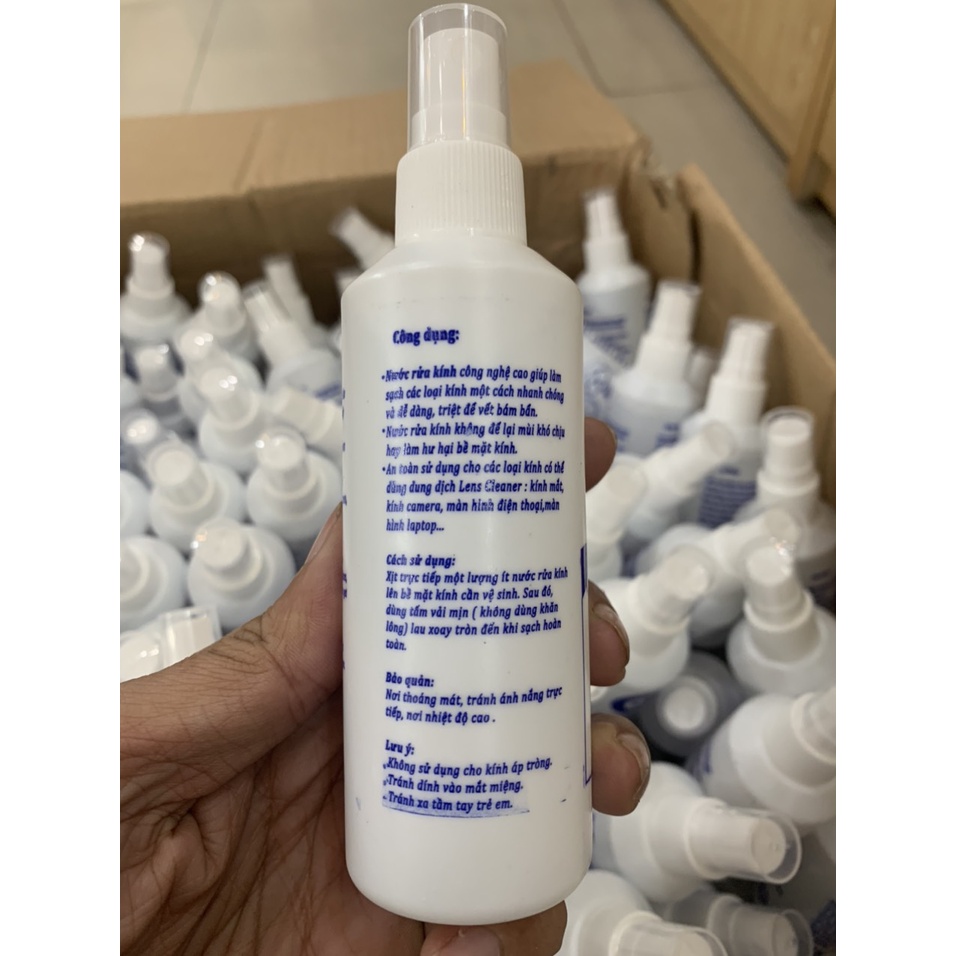 Công dụng:
•Nước rửa kính công nghệ cao giúp làm
sạch các loại kính một cách nhanh chóng
và dễ dàng, triệt để vết bám bẩn.
•Nước rửa kính không để lại mùi khó chịu
hay làm hư hại bề mặt kính.
•An toàn sử dụng cho các loại kính có thể
dùng dung dịch Lens Cleaner : kính mắt,
kính camera, màn hình điện thoại,màn
hình laptop...
Cách sử dụng:
Xịt trực tiếp một lượng ít nước rửa kính
lên bề mặt kính cần vệ sinh. Sau đó,
dùng tấm vải mịn ( không dùng khăn
lông) lau xoay tròn đến khi sạch hoàn
toàn.
Bảo quản:
Nơi thoáng mát, tránh ánh nắng trực
tiếp, nơi nhiệt độ cao .
Lưu ý:
-Không sử dụng cho kính áp tròng.
-Tránh dính vào mắt miệng.
-Tránh xa tầm tay trẻ em.